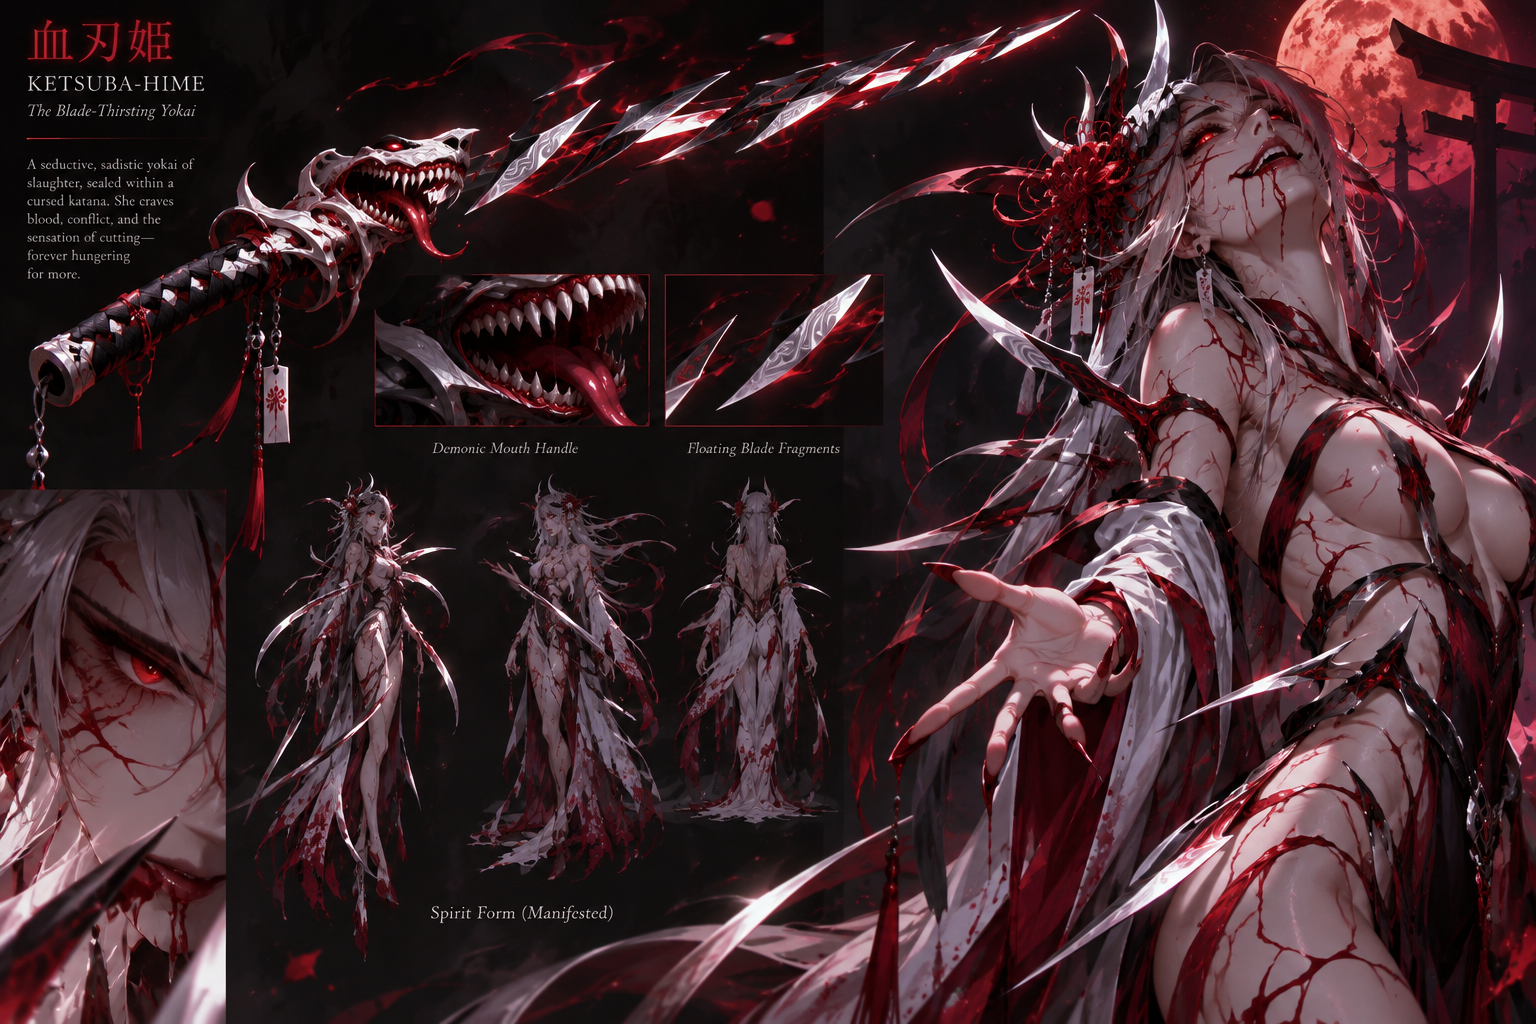 血刃姫
KETSUBA-HIME
The Blade-Thirsting Yokai
A seductive, sadistic yokai of
slaughter, sealed within a
cursed katana. She craves
blood, conflict, and the
sensation of cutting—
forever hungering
for more.
Demonic Mouth Handle
Floating Blade Fragments
Spirit Form (Manifested)